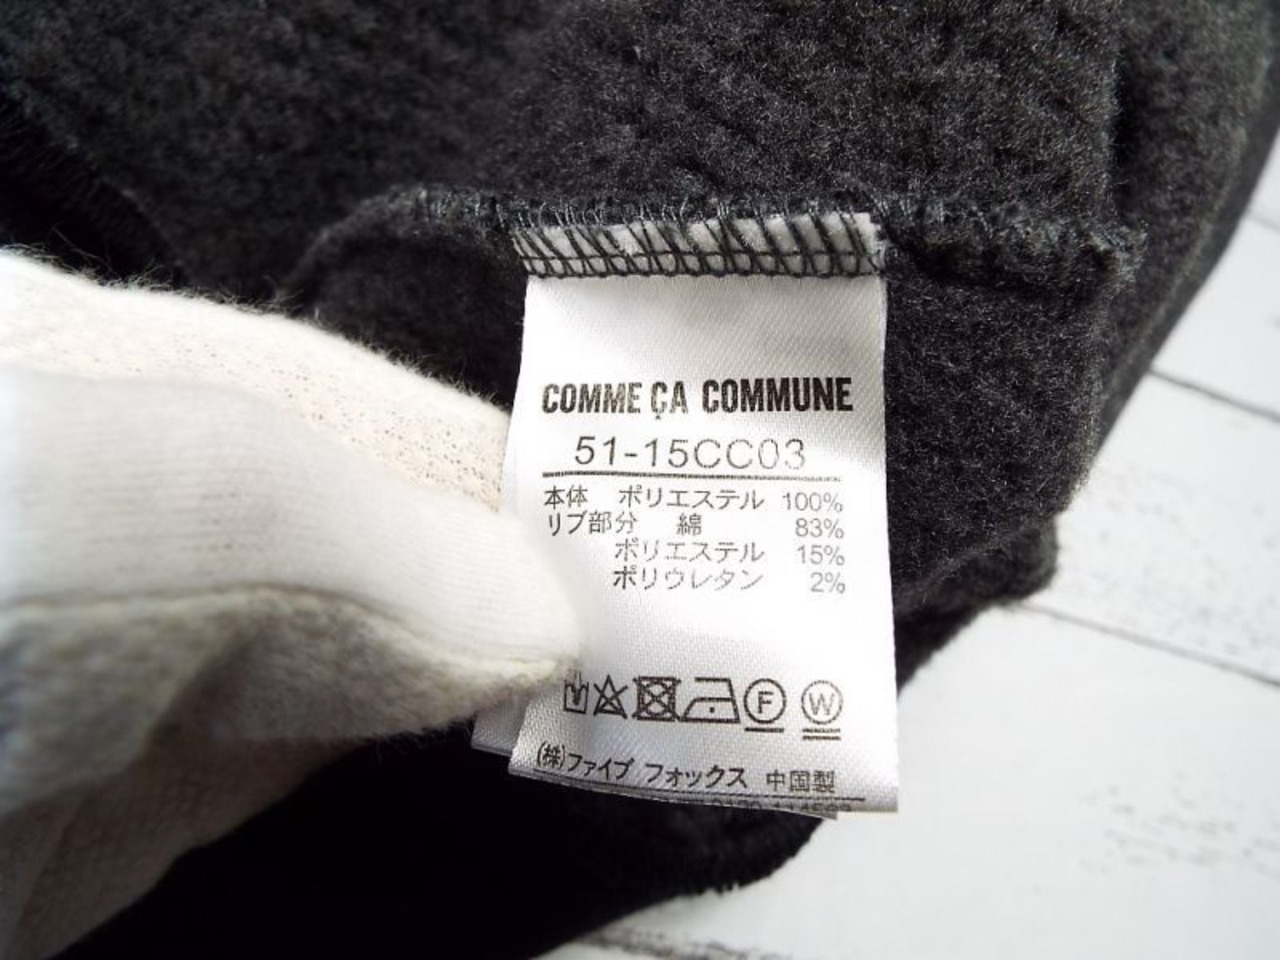 COMME ÇA COMMUNE
51-15CC03
本体 ポリエステル 100%
リブ部分 綿 83%
ポリエステル 15%
ポリウレタン 2%
F W
(株)ファイブ フォックス 中国製